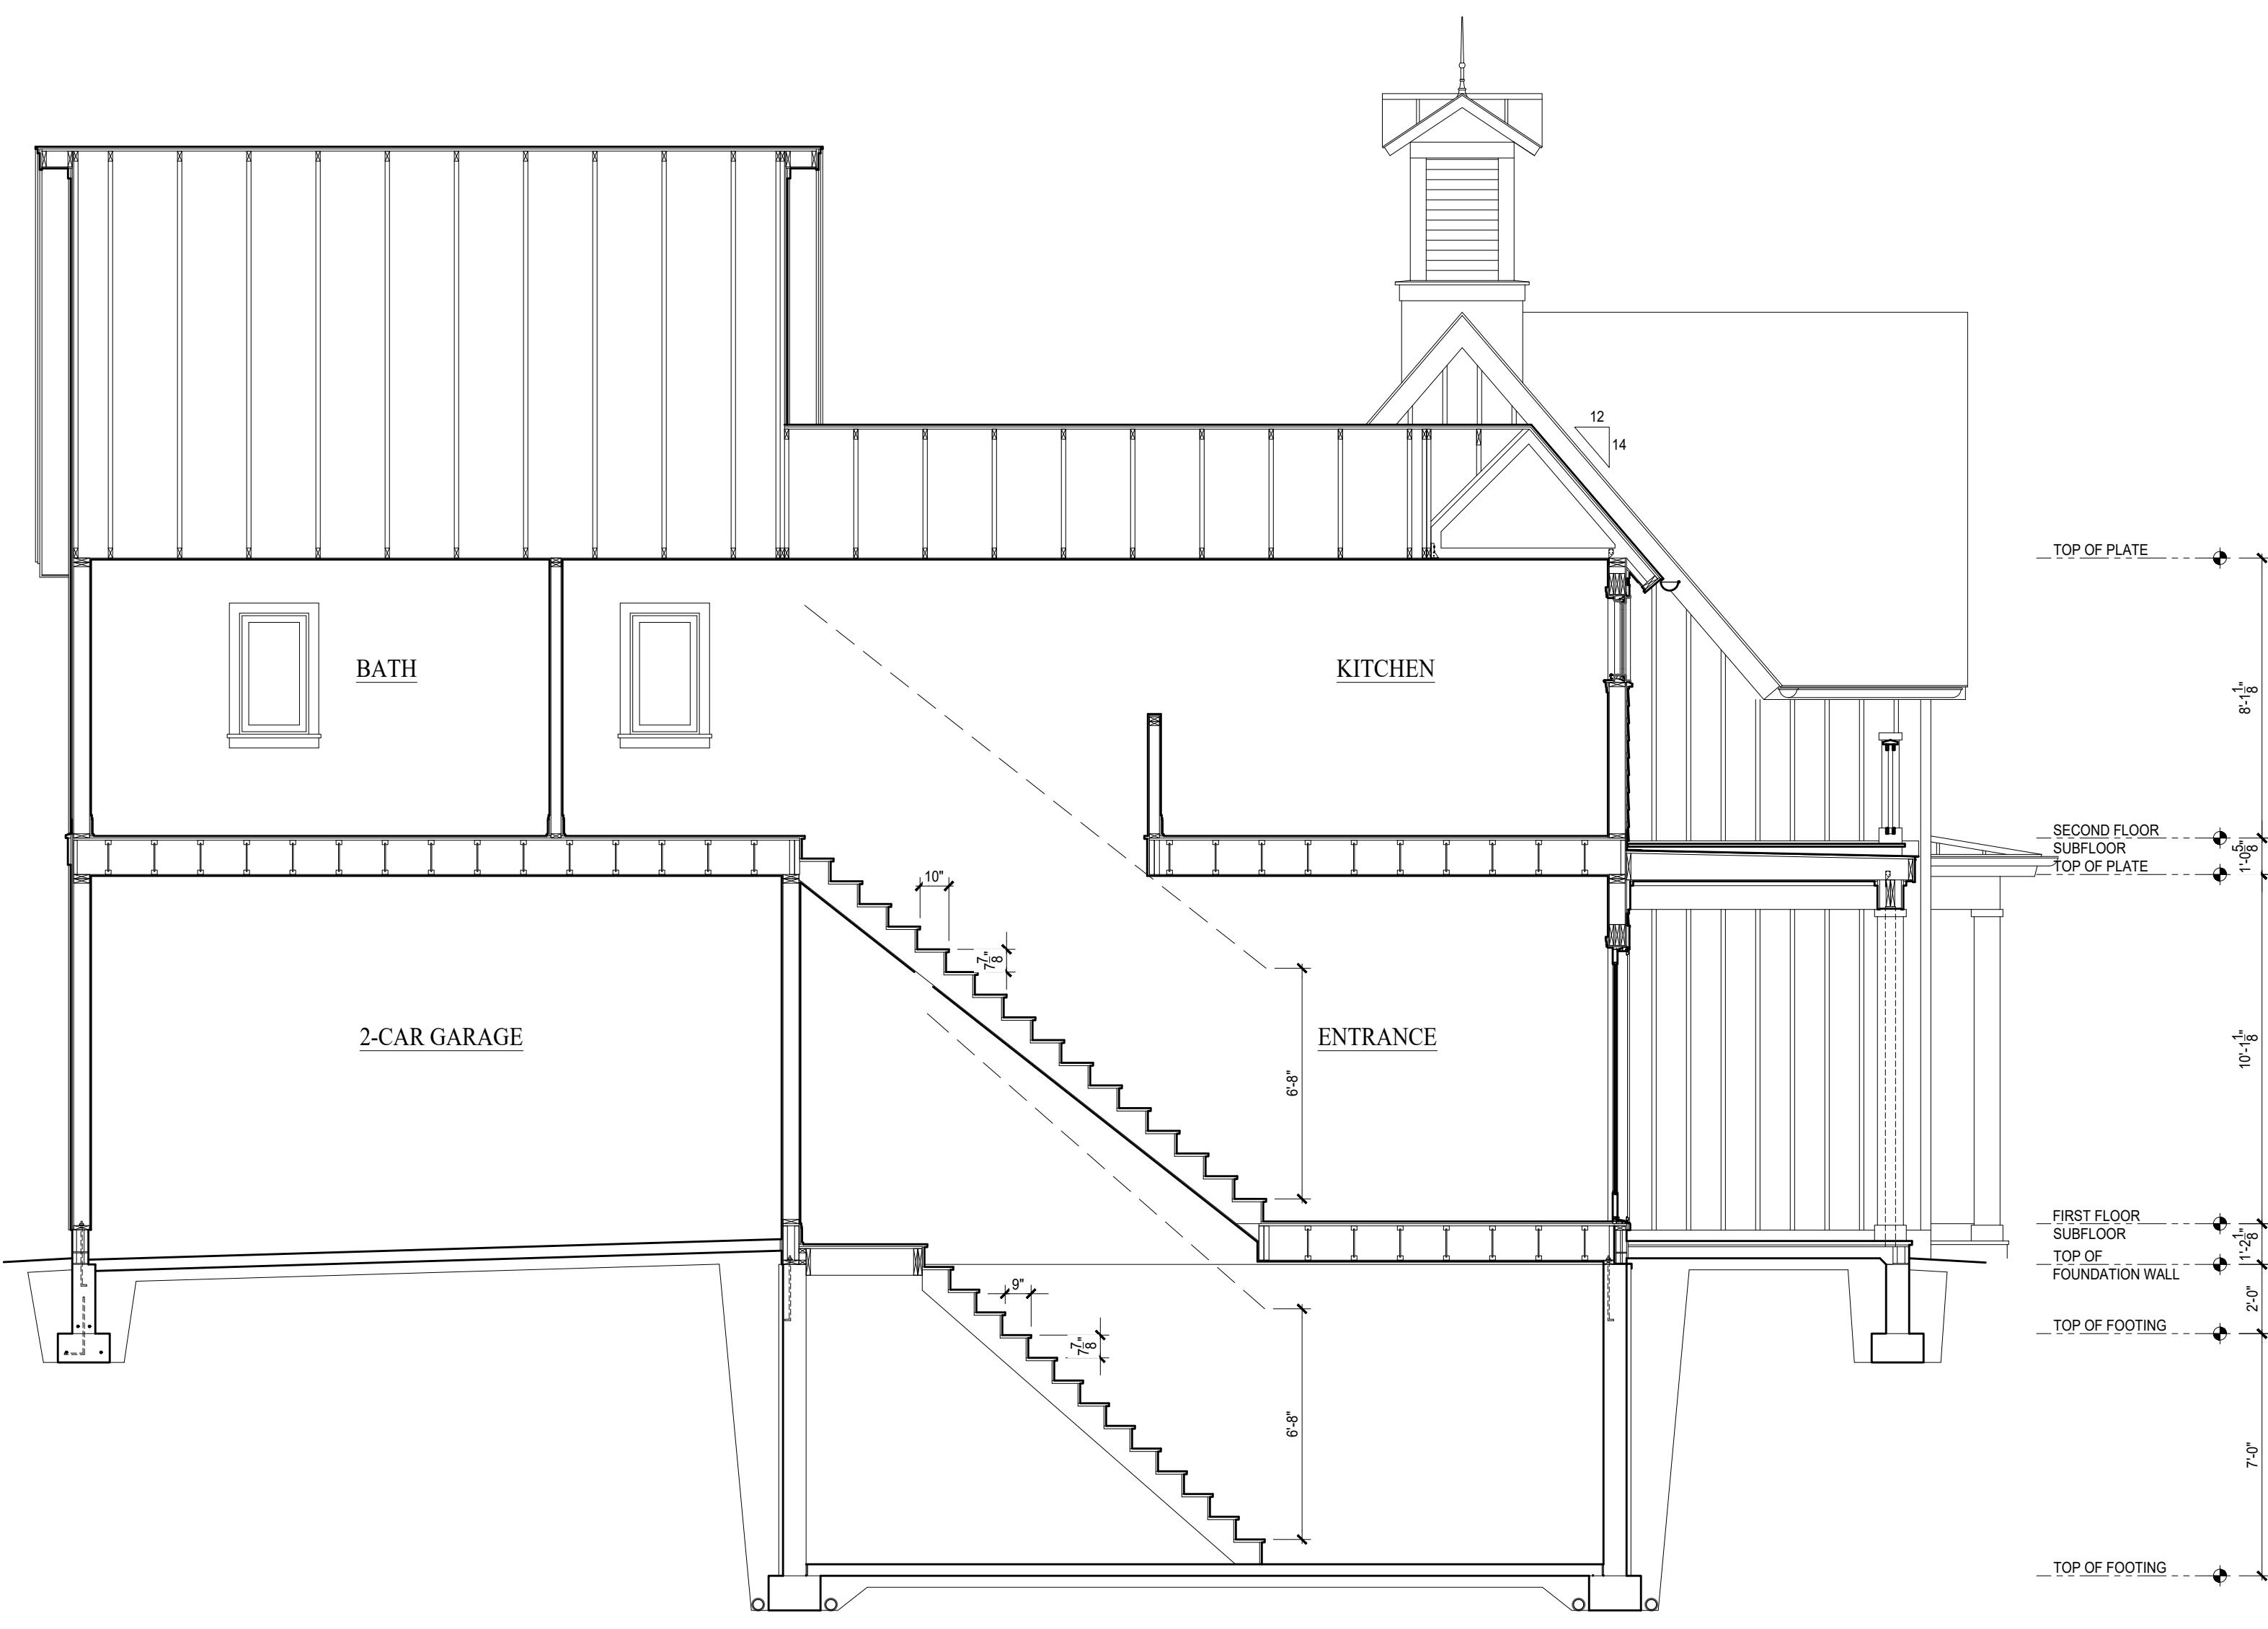 12
14
TOP OF PLATE
BATH
KITCHEN
8'-1 1/8"
SECOND FLOOR
SUBFLOOR
1'-0 5/8"
TOP OF PLATE
10"
7 7/8"
2-CAR GARAGE
ENTRANCE
6'-8"
10'-1 1/8"
FIRST FLOOR
SUBFLOOR
1'-2 1/8"
TOP OF
FOUNDATION WALL
9"
7 7/8"
2'-0"
TOP OF FOOTING
6'-8"
7'-0"
TOP OF FOOTING